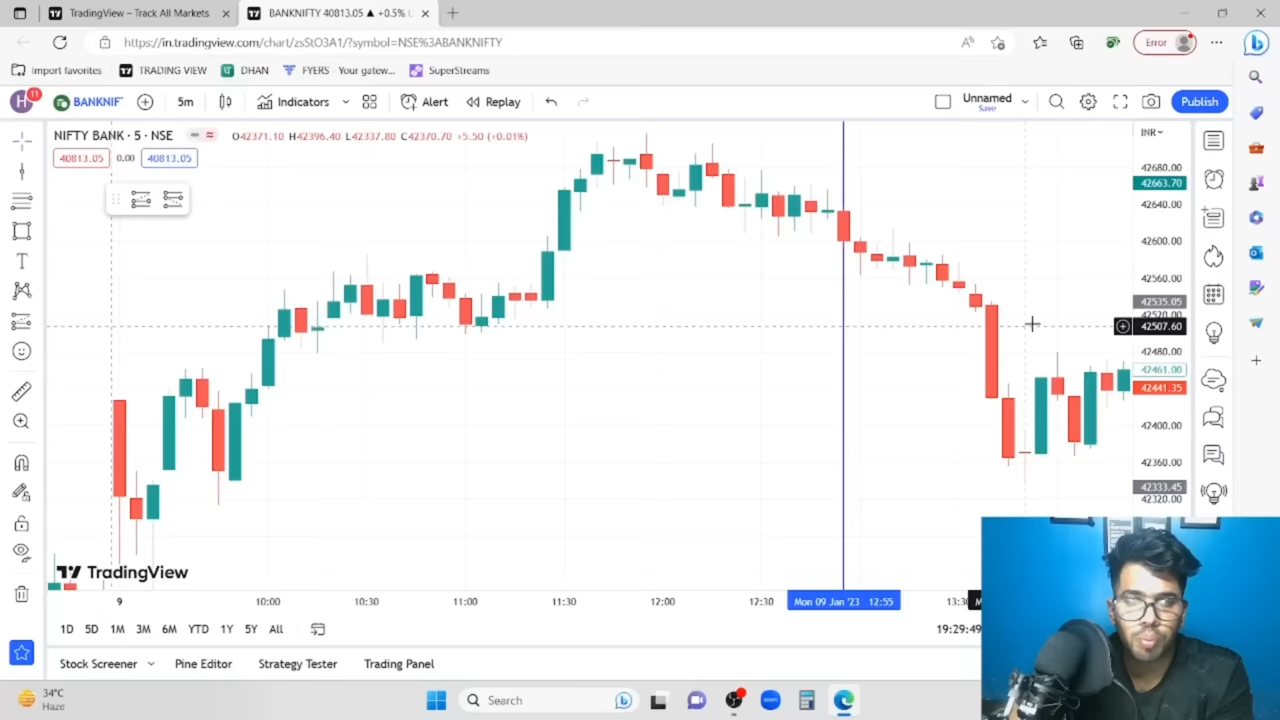 TradingView – Track All Markets
BANKNIFTY 40813.05 ▲ +0.5% U
https://in.tradingview.com/chart/zsStO3A1/?symbol=NSE%3ABANKNIFTY
Error
Import favorites
TRADING VIEW
DHAN
FYERS Your gatew...
SuperStreams
H
11
BANKNIF
5m
Indicators
Alert
Replay
Unnamed
Save
Publish
NIFTY BANK · 5 · NSE
O42371.10 H42396.40 L42337.80 C42370.70 +5.50 (+0.01%)
40813.05
0.00
40813.05
INR
42680.00
42663.70
42640.00
42600.00
42560.00
42535.05
42520.00
42507.60
42480.00
42461.00
42441.35
42400.00
42360.00
42333.45
42320.00
TradingView
9
10:00
10:30
11:00
11:30
12:00
12:30
Mon 09 Jan '23 12:55
13:30
M
1D
5D
1M
3M
6M
YTD
1Y
5Y
All
19:29:49
Stock Screener
Pine Editor
Strategy Tester
Trading Panel
34°C
Haze
Search